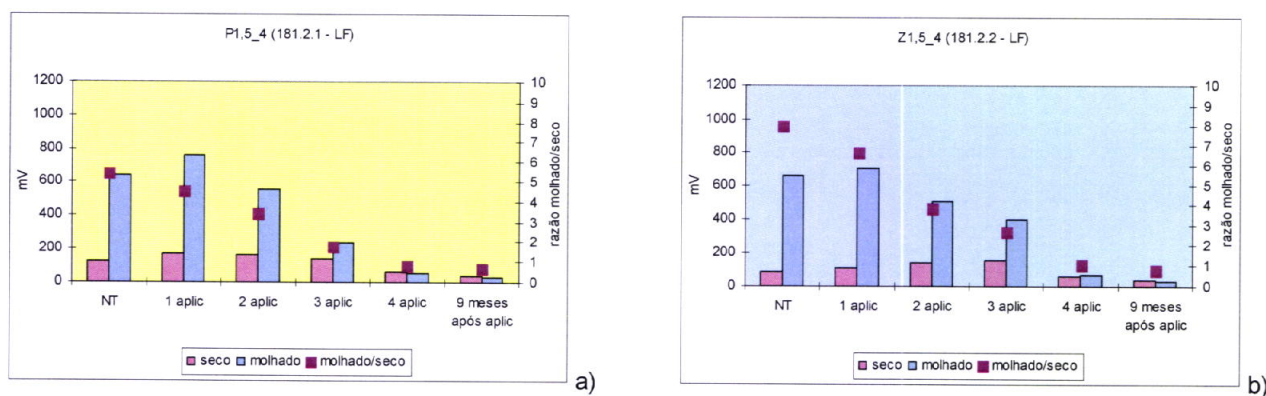 P1,5_4 (181.2.1 - LF)
1200
1000
800
600
400
200
0
mV
10
9
8
7
6
5
4
3
2
1
0
razão molhado/seco
NT
1 aplic
2 aplic
3 aplic
4 aplic
9 meses
após aplic
seco molhado molhado/seco
a)
Z1,5_4 (181.2.2 - LF)
1200
1000
800
600
400
200
0
mV
10
9
8
7
6
5
4
3
2
1
0
razão molhado/seco
NT
1 aplic
2 aplic
3 aplic
4 aplic
9 meses
após aplic
seco molhado molhado/seco
b)